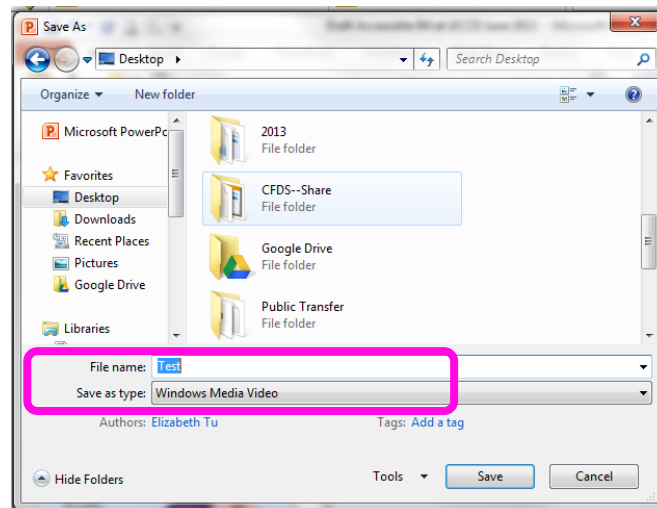 Save As
Desktop
Search Desktop
Organize New folder
Microsoft PowerPc
Favorites
Desktop
Downloads
Recent Places
Pictures
Google Drive
Libraries
2013
File folder
CFDS--Share
File folder
Google Drive
File folder
Public Transfer
File folder
File name: Test
Save as type: Windows Media Video
Authors: Elizabeth Tu Tags: Add a tag
Hide Folders Tools Save Cancel